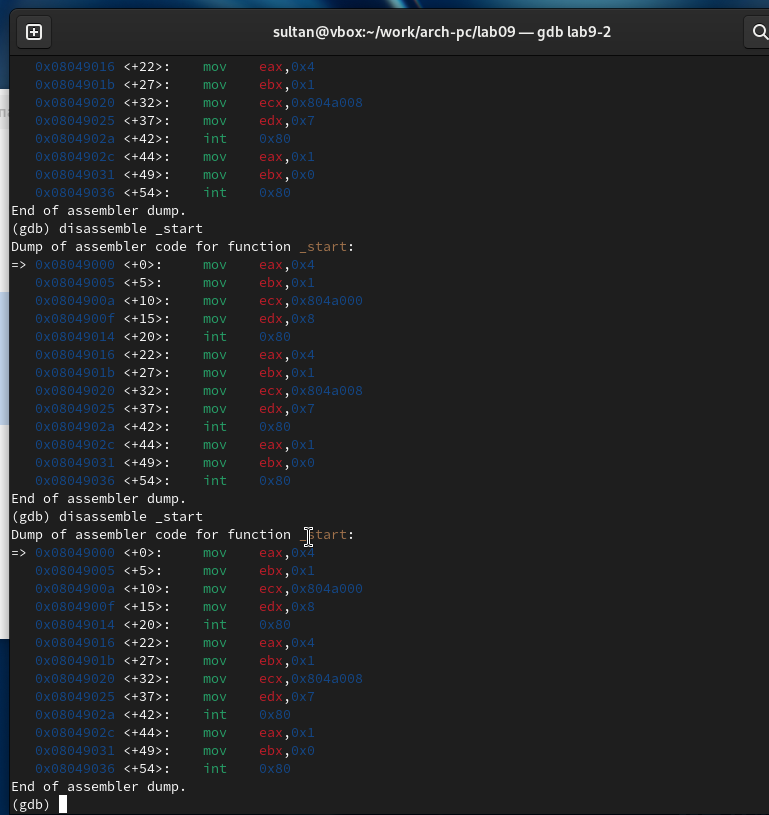 sultan@vbox:~/work/arch-pc/lab09 — gdb lab9-2
0x08049016 <+22>: mov eax,0x4
0x0804901b <+27>: mov ebx,0x1
0x08049020 <+32>: mov ecx,0x804a008
0x08049025 <+37>: mov edx,0x7
0x0804902a <+42>: int 0x80
0x0804902c <+44>: mov eax,0x1
0x08049031 <+49>: mov ebx,0x0
0x08049036 <+54>: int 0x80
End of assembler dump.
(gdb) disassemble _start
Dump of assembler code for function _start:
=> 0x08049000 <+0>: mov eax,0x4
0x08049005 <+5>: mov ebx,0x1
0x0804900a <+10>: mov ecx,0x804a000
0x0804900f <+15>: mov edx,0x8
0x08049014 <+20>: int 0x80
0x08049016 <+22>: mov eax,0x4
0x0804901b <+27>: mov ebx,0x1
0x08049020 <+32>: mov ecx,0x804a008
0x08049025 <+37>: mov edx,0x7
0x0804902a <+42>: int 0x80
0x0804902c <+44>: mov eax,0x1
0x08049031 <+49>: mov ebx,0x0
0x08049036 <+54>: int 0x80
End of assembler dump.
(gdb) disassemble _start
Dump of assembler code for function _start:
=> 0x08049000 <+0>: mov eax,0x4
0x08049005 <+5>: mov ebx,0x1
0x0804900a <+10>: mov ecx,0x804a000
0x0804900f <+15>: mov edx,0x8
0x08049014 <+20>: int 0x80
0x08049016 <+22>: mov eax,0x4
0x0804901b <+27>: mov ebx,0x1
0x08049020 <+32>: mov ecx,0x804a008
0x08049025 <+37>: mov edx,0x7
0x0804902a <+42>: int 0x80
0x0804902c <+44>: mov eax,0x1
0x08049031 <+49>: mov ebx,0x0
0x08049036 <+54>: int 0x80
End of assembler dump.
(gdb)